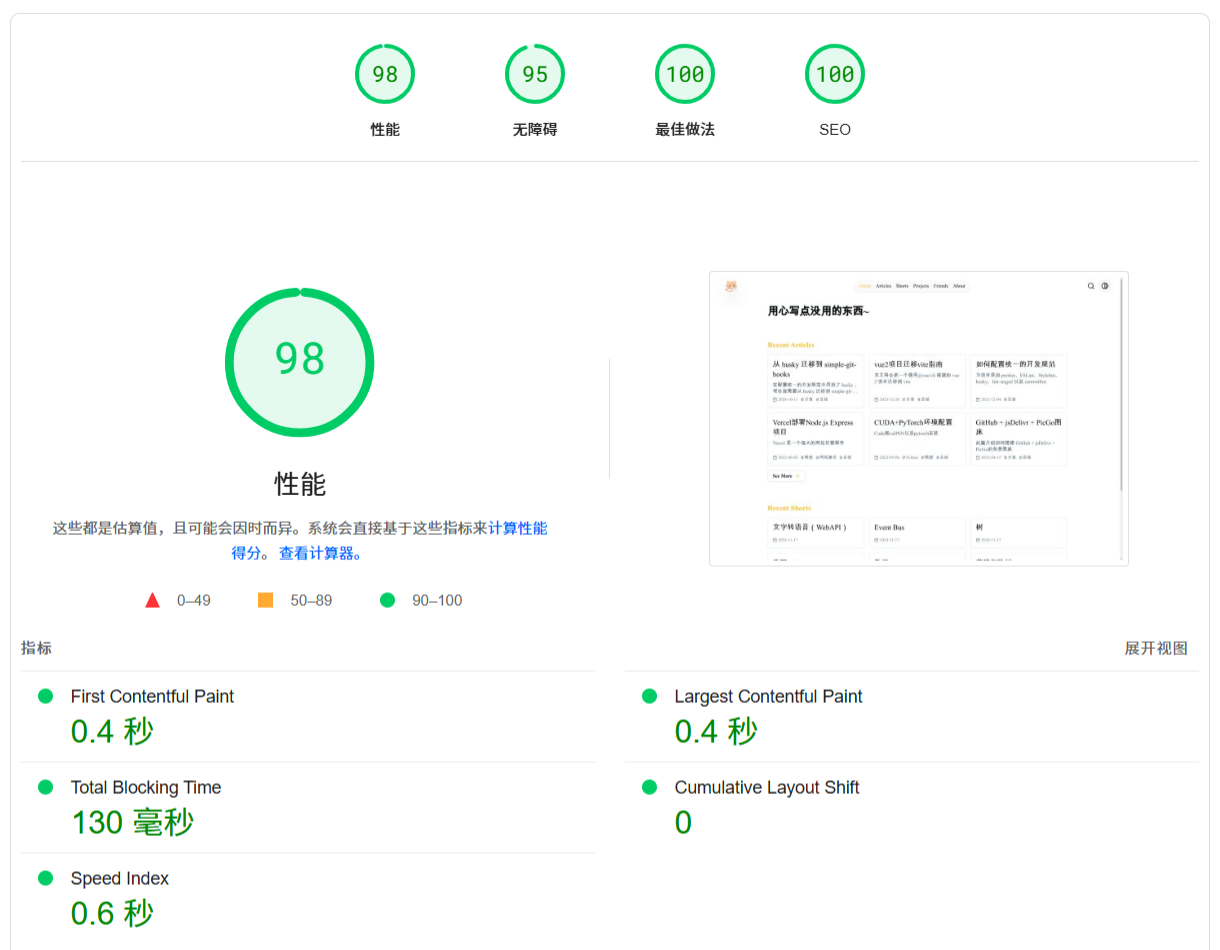 98
95
100
100
性能
无障碍
最佳做法
SEO
98
性能
这些都是估算值，且可能会因时而异。系统会直接基于这些指标来计算性能
得分。 查看计算器。
0–49
50–89
90–100
Home Articles Shorts Projects Friends About
用心写点没用的东西~
Recent Articles
从 husky 迁移到 simple-git-
hooks
vue2项目迁移vite指南
如何配置统一的开发规范
Vercel部署Node.js Express
项目
CUDA+PyTorch环境配置
GitHub + jsDelivr + PicGo图
床
See More
Recent Shorts
文字转语音（WebAPI）
Event Bus
树
指标
展开视图
First Contentful Paint
0.4 秒
Largest Contentful Paint
0.4 秒
Total Blocking Time
130 毫秒
Cumulative Layout Shift
0
Speed Index
0.6 秒